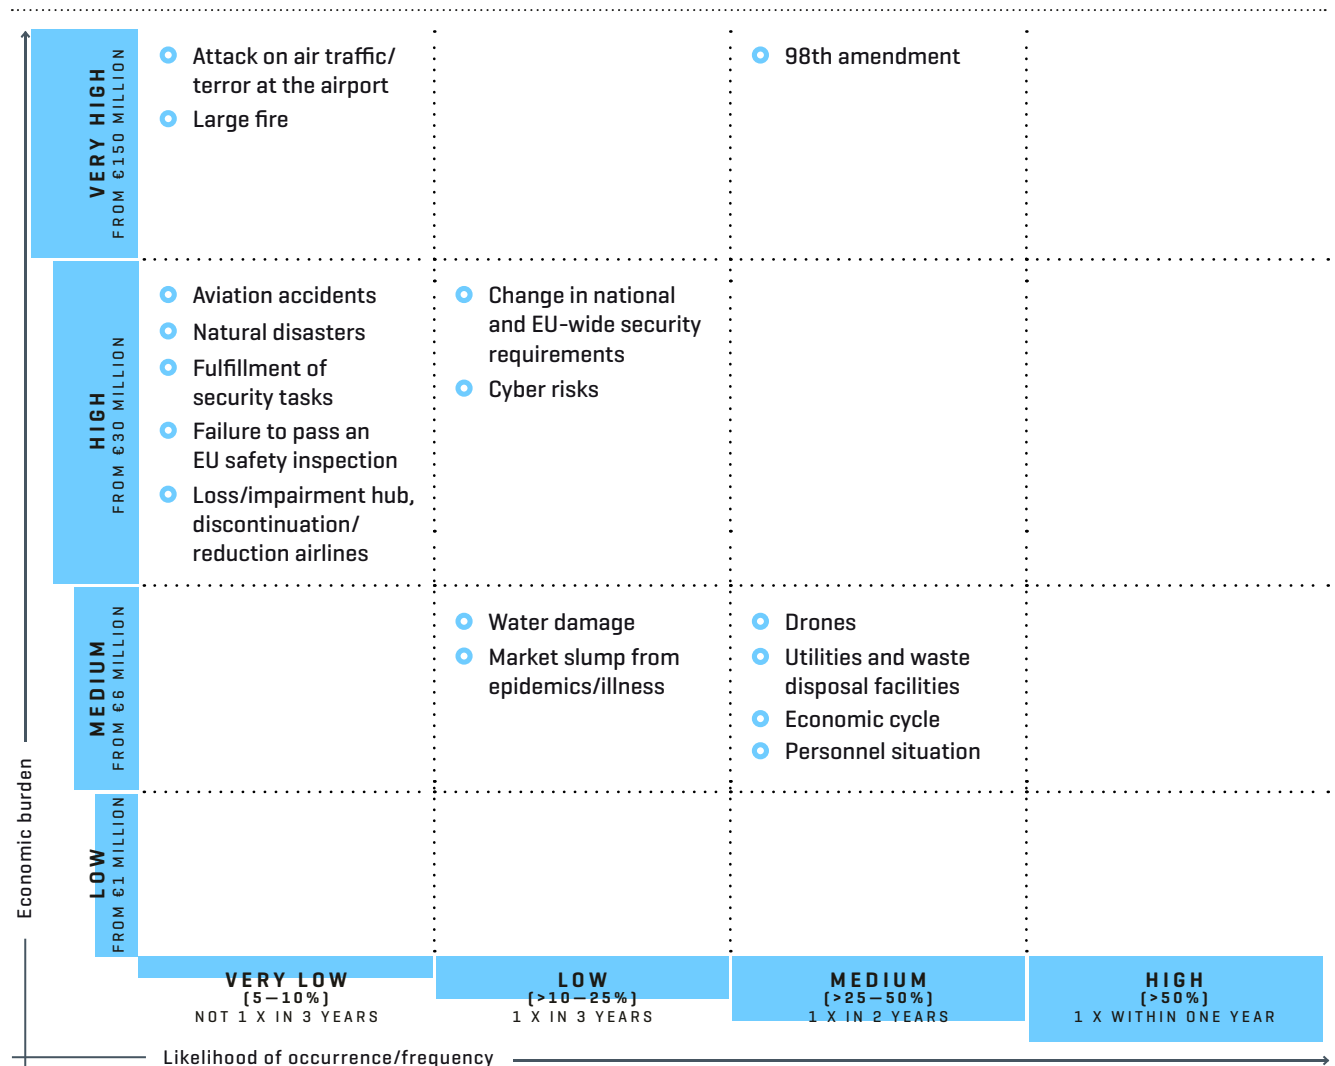 VERY HIGH
FROM €150 MILLION
Attack on air traffic/
terror at the airport
Large fire
98th amendment
HIGH
FROM €30 MILLION
Aviation accidents
Natural disasters
Fulfillment of
security tasks
Failure to pass an
EU safety inspection
Loss/impairment hub,
discontinuation/
reduction airlines
Change in national
and EU-wide security
requirements
Cyber risks
MEDIUM
FROM €6 MILLION
Water damage
Market slump from
epidemics/illness
Drones
Utilities and waste
disposal facilities
Economic cycle
Personnel situation
LOW
FROM €1 MILLION
Economic burden
VERY LOW
(5—10%)
NOT 1 X IN 3 YEARS
LOW
(>10—25%)
1 X IN 3 YEARS
MEDIUM
(>25—50%)
1 X IN 2 YEARS
HIGH
(>50%)
1 X WITHIN ONE YEAR
Likelihood of occurrence/frequency